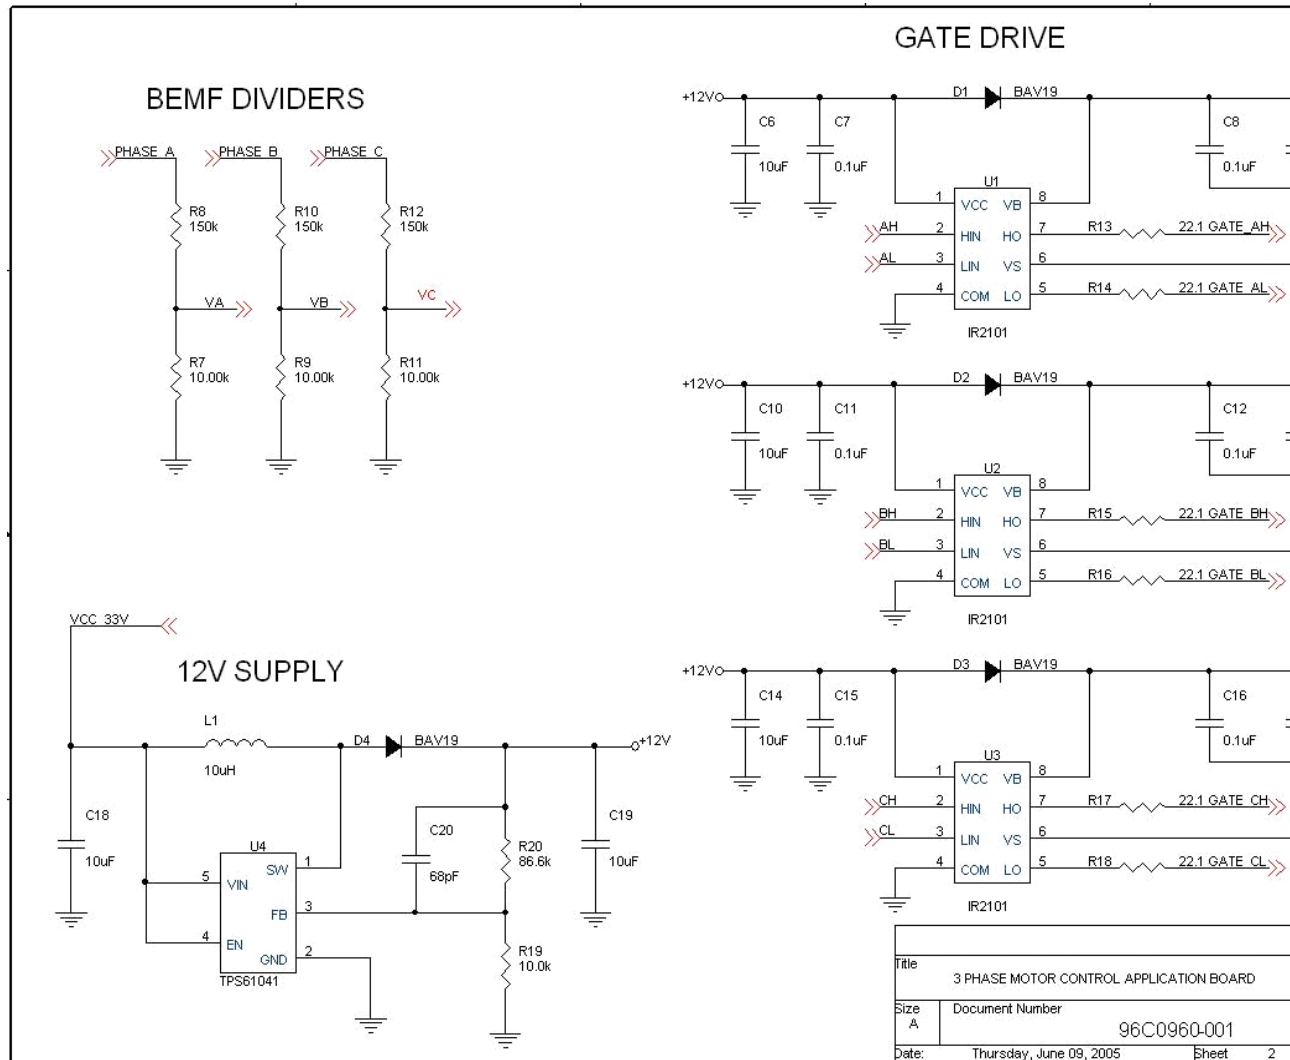 GATE DRIVE
BEMF DIVIDERS
PHASE_A
PHASE_B
PHASE_C
R8
150k
R10
150k
R12
150k
VA
VB
VC
R7
10.00k
R9
10.00k
R11
10.00k
+12V
D1
BAV19
C6
10uF
C7
0.1uF
C8
0.1uF
U1
1
VCC
VB
8
AH
2
HIN
HO
7
R13
22.1
GATE_AH
AL
3
LIN
VS
6
4
COM
LO
5
R14
22.1
GATE_AL
IR2101
+12V
D2
BAV19
C10
10uF
C11
0.1uF
C12
0.1uF
U2
1
VCC
VB
8
BH
2
HIN
HO
7
R15
22.1
GATE_BH
BL
3
LIN
VS
6
4
COM
LO
5
R16
22.1
GATE_BL
IR2101
+12V
D3
BAV19
C14
10uF
C15
0.1uF
C16
0.1uF
U3
1
VCC
VB
8
CH
2
HIN
HO
7
R17
22.1
GATE_CH
CL
3
LIN
VS
6
4
COM
LO
5
R18
22.1
GATE_CL
IR2101
VCC_33V
12V SUPPLY
L1
10uH
D4
BAV19
+12V
C18
10uF
U4
SW
1
5
VIN
FB
3
4
EN
GND
2
TPS61041
C20
68pF
R20
86.6k
C19
10uF
R19
10.0k
Title
3 PHASE MOTOR CONTROL APPLICATION BOARD
Size
A
Document Number
96C0960-001
Date:
Thursday, June 09, 2005
Sheet
2